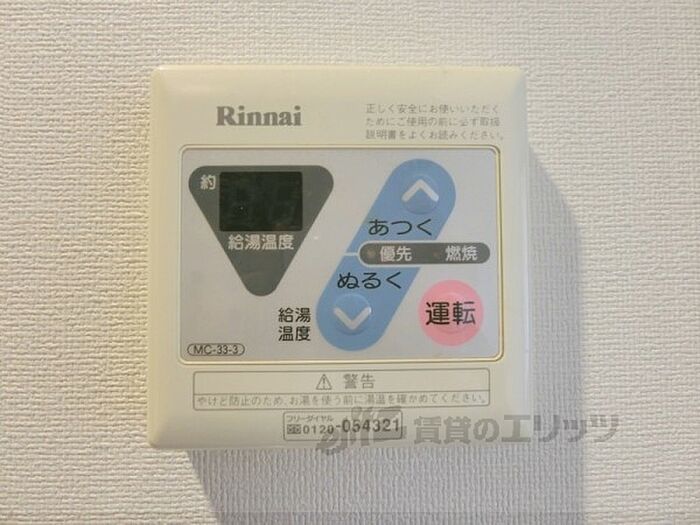 Rinnai
正しく安全にお使いいただく
ためにご使用の前に必ず取扱
説明書をよくお読みください。
約
給湯温度
あつく
優先 燃焼
ぬるく
給湯
温度
運転
MC-33-3
⚠ 警告
やけど防止のため、お湯を使う前に湯温を確かめてください。
フリーダイヤル
0120-054321
賃貸のエリッツ